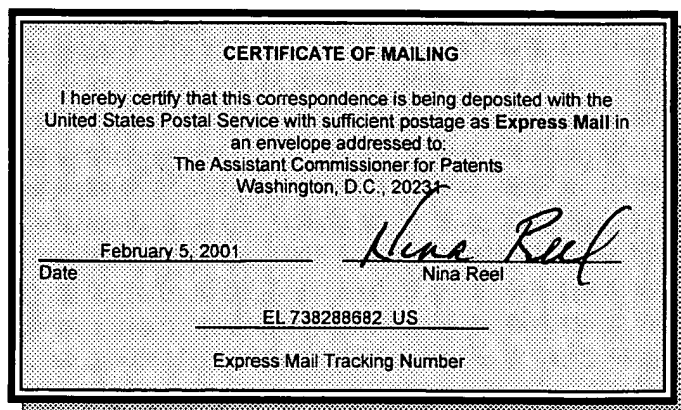 CERTIFICATE OF MAILING
I hereby certify that this correspondence is being deposited with the
United States Postal Service with sufficient postage as Express Mail in
an envelope addressed to:
The Assistant Commissioner for Patents
Washington, D.C., 20231
February 5, 2001 Nina Reel
Date Nina Reel
EL 738288682 US
Express Mail Tracking Number